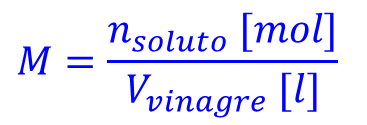 M = n_soluto [mol] / V_vinagre [l]